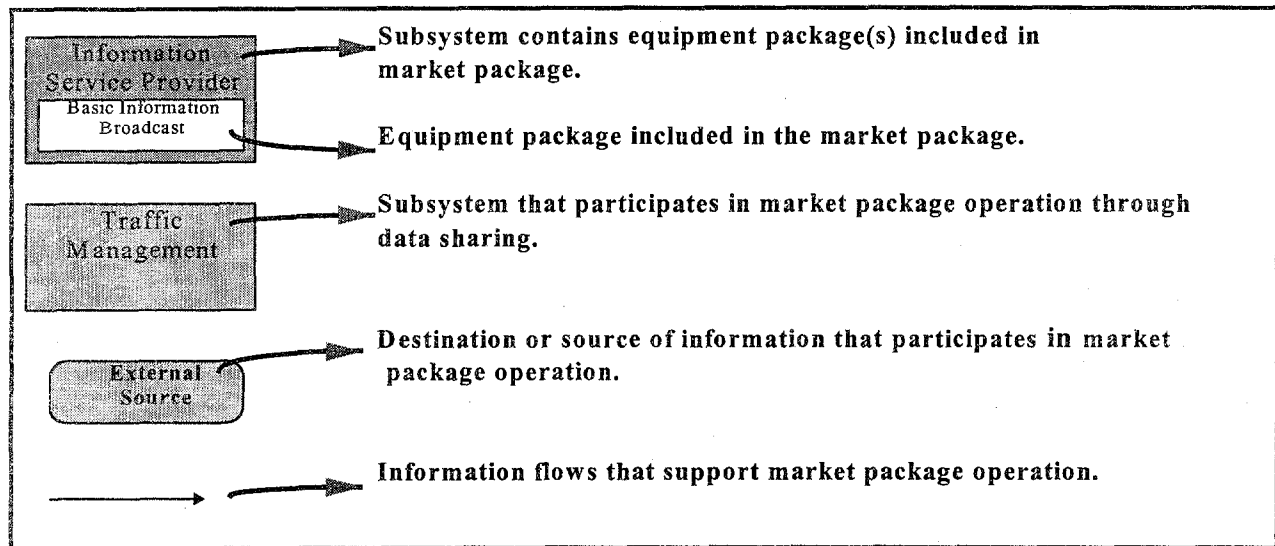 Information
Service Provider
Basic Information
Broadcast
Subsystem contains equipment package(s) included in
market package.
Equipment package included in the market package.
Traffic
Management
Subsystem that participates in market package operation through
data sharing.
External
Source
Destination or source of information that participates in market
package operation.
Information flows that support market package operation.